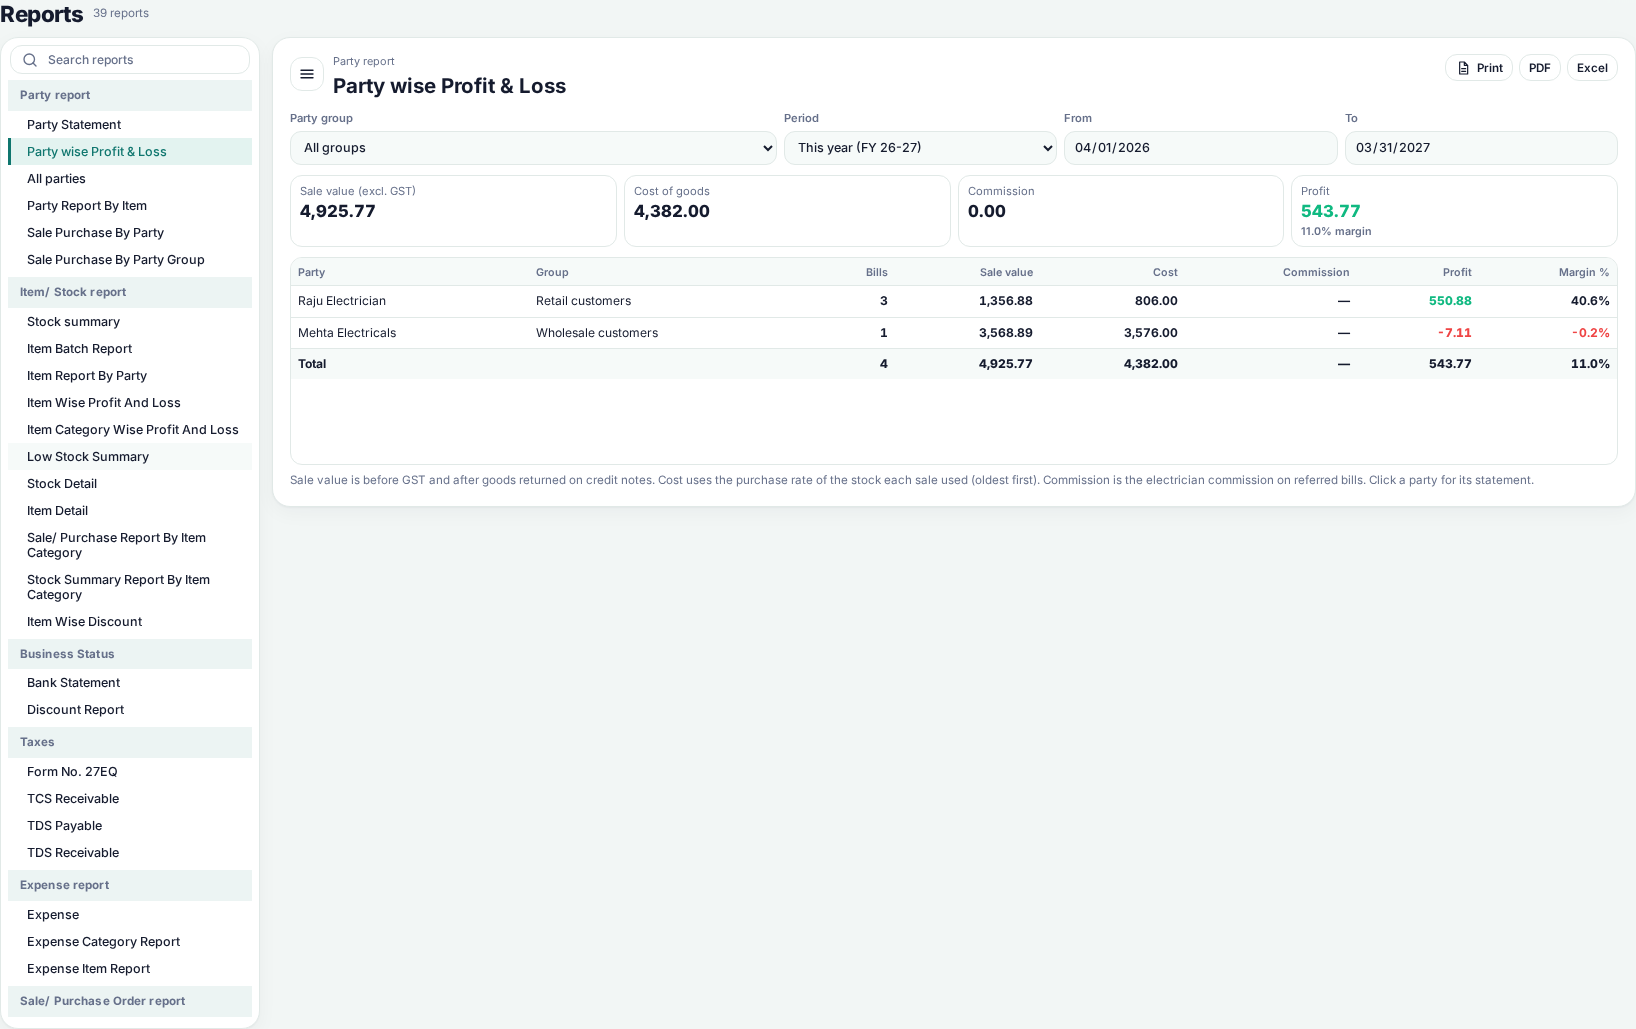 Reports 39 reports
Search reports
Party report
Party Statement
Party wise Profit & Loss
All parties
Party Report By Item
Sale Purchase By Party
Sale Purchase By Party Group
Item/ Stock report
Stock summary
Item Batch Report
Item Report By Party
Item Wise Profit And Loss
Item Category Wise Profit And Loss
Low Stock Summary
Stock Detail
Item Detail
Sale/ Purchase Report By Item
Category
Stock Summary Report By Item
Category
Item Wise Discount
Business Status
Bank Statement
Discount Report
Taxes
Form No. 27EQ
TCS Receivable
TDS Payable
TDS Receivable
Expense report
Expense
Expense Category Report
Expense Item Report
Sale/ Purchase Order report
Party report
Party wise Profit & Loss
Print PDF Excel
Party group Period From To
All groups This year (FY 26-27) 04/01/2026 03/31/2027
Sale value (excl. GST) Cost of goods Commission Profit
4,925.77 4,382.00 0.00 543.77
11.0% margin
Party Group Bills Sale value Cost Commission Profit Margin %
Raju Electrician Retail customers 3 1,356.88 806.00 — 550.88 40.6%
Mehta Electricals Wholesale customers 1 3,568.89 3,576.00 — -7.11 -0.2%
Total 4 4,925.77 4,382.00 — 543.77 11.0%
Sale value is before GST and after goods returned on credit notes. Cost uses the purchase rate of the stock each sale used (oldest first). Commission is the electrician commission on referred bills. Click a party for its statement.